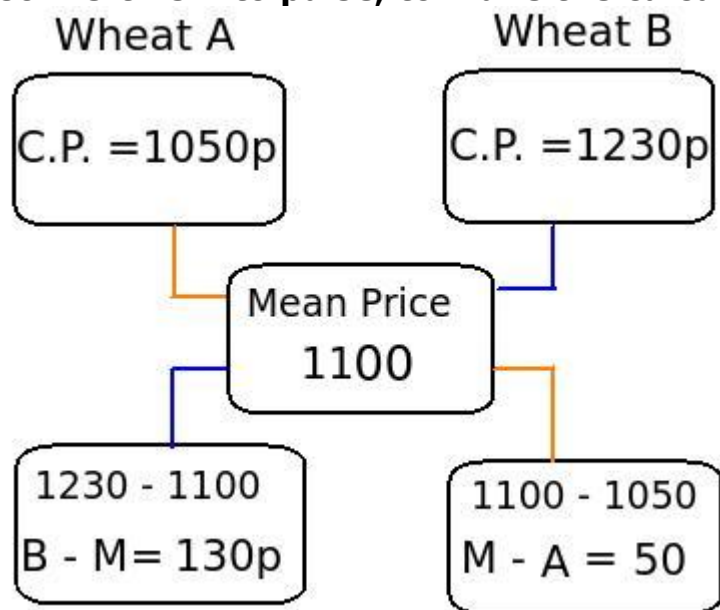 Wheat A
Wheat B
C.P. =1050p
C.P. =1230p
Mean Price
1100
1230 - 1100
B - M= 130p
1100 - 1050
M - A = 50